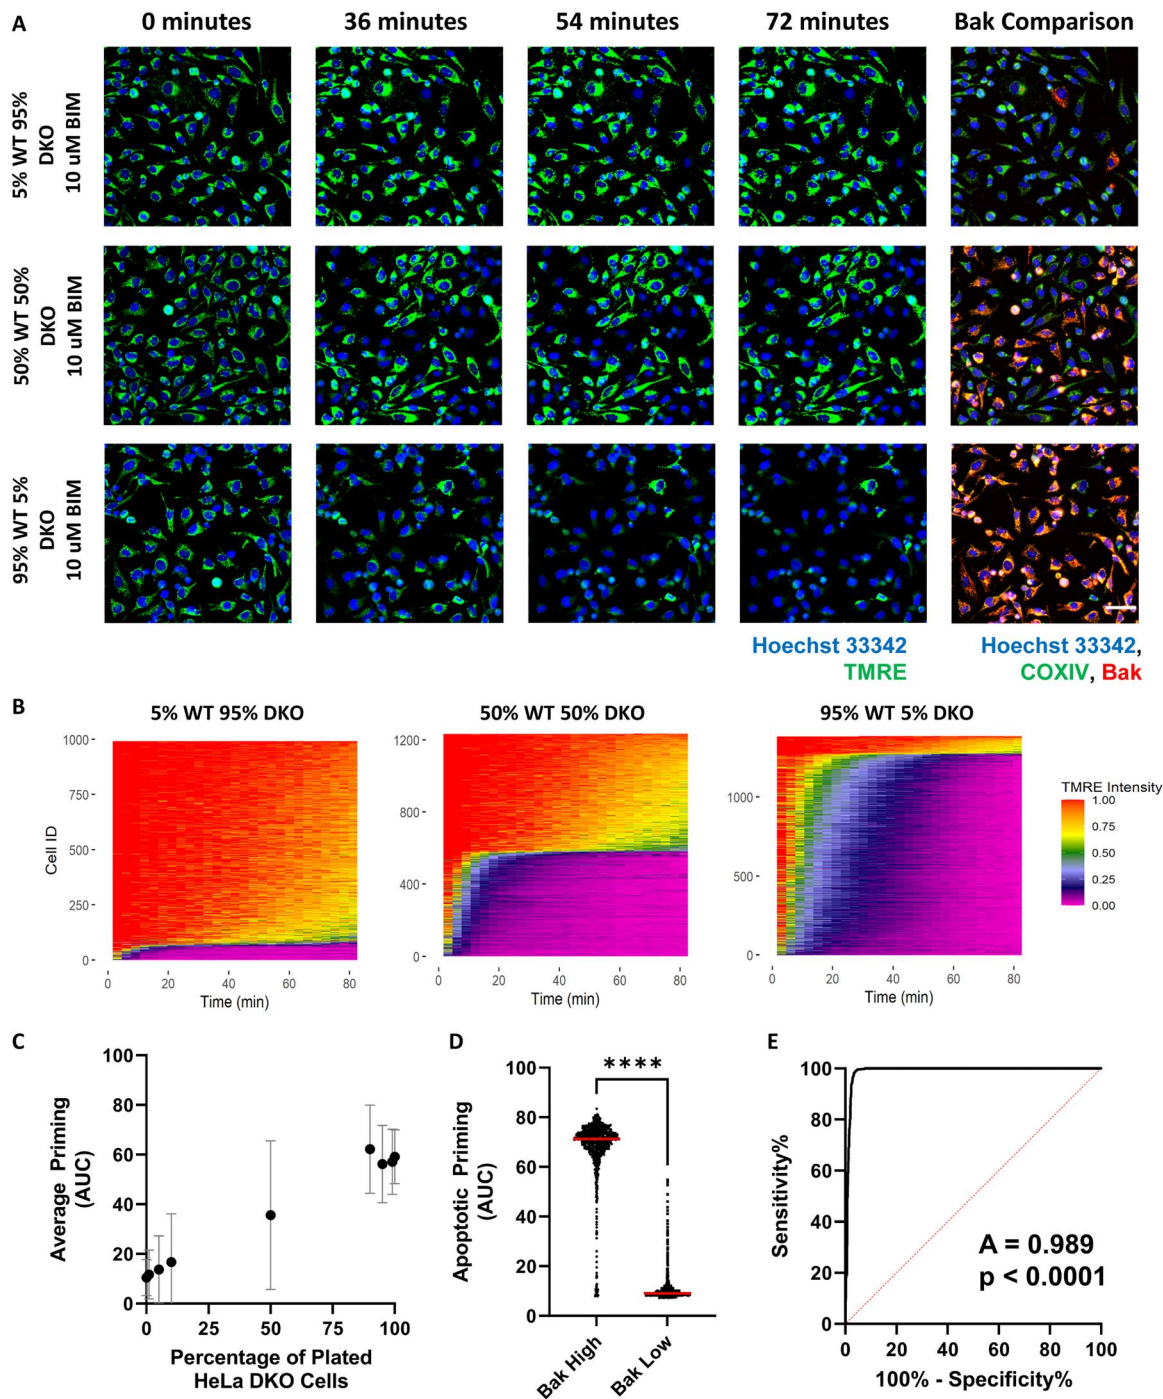 A
0 minutes
36 minutes
54 minutes
72 minutes
Bak Comparison
5% WT 95%
DKO
10 uM BIM
50% WT 50%
DKO
10 uM BIM
95% WT 5%
DKO
10 uM BIM
Hoechst 33342
TMRE
Hoechst 33342,
COXIV, Bak
B
5% WT 95% DKO
50% WT 50% DKO
95% WT 5% DKO
Cell ID
1000
750
500
250
0
0 20 40 60 80
Time (min)
1200
800
400
0
0 20 40 60 80
Time (min)
1000
500
0
0 20 40 60 80
Time (min)
TMRE Intensity
1.00
0.75
0.50
0.25
0.00
C
Average Priming
(AUC)
100
80
60
40
20
0
0 25 50 75 100
Percentage of Plated
HeLa DKO Cells
D
Apoptotic Priming
(AUC)
100
80
60
40
20
0
****
Bak High
Bak Low
E
Sensitivity%
100
80
60
40
20
0
A = 0.989
p < 0.0001
0 20 40 60 80 100
100% - Specificity%